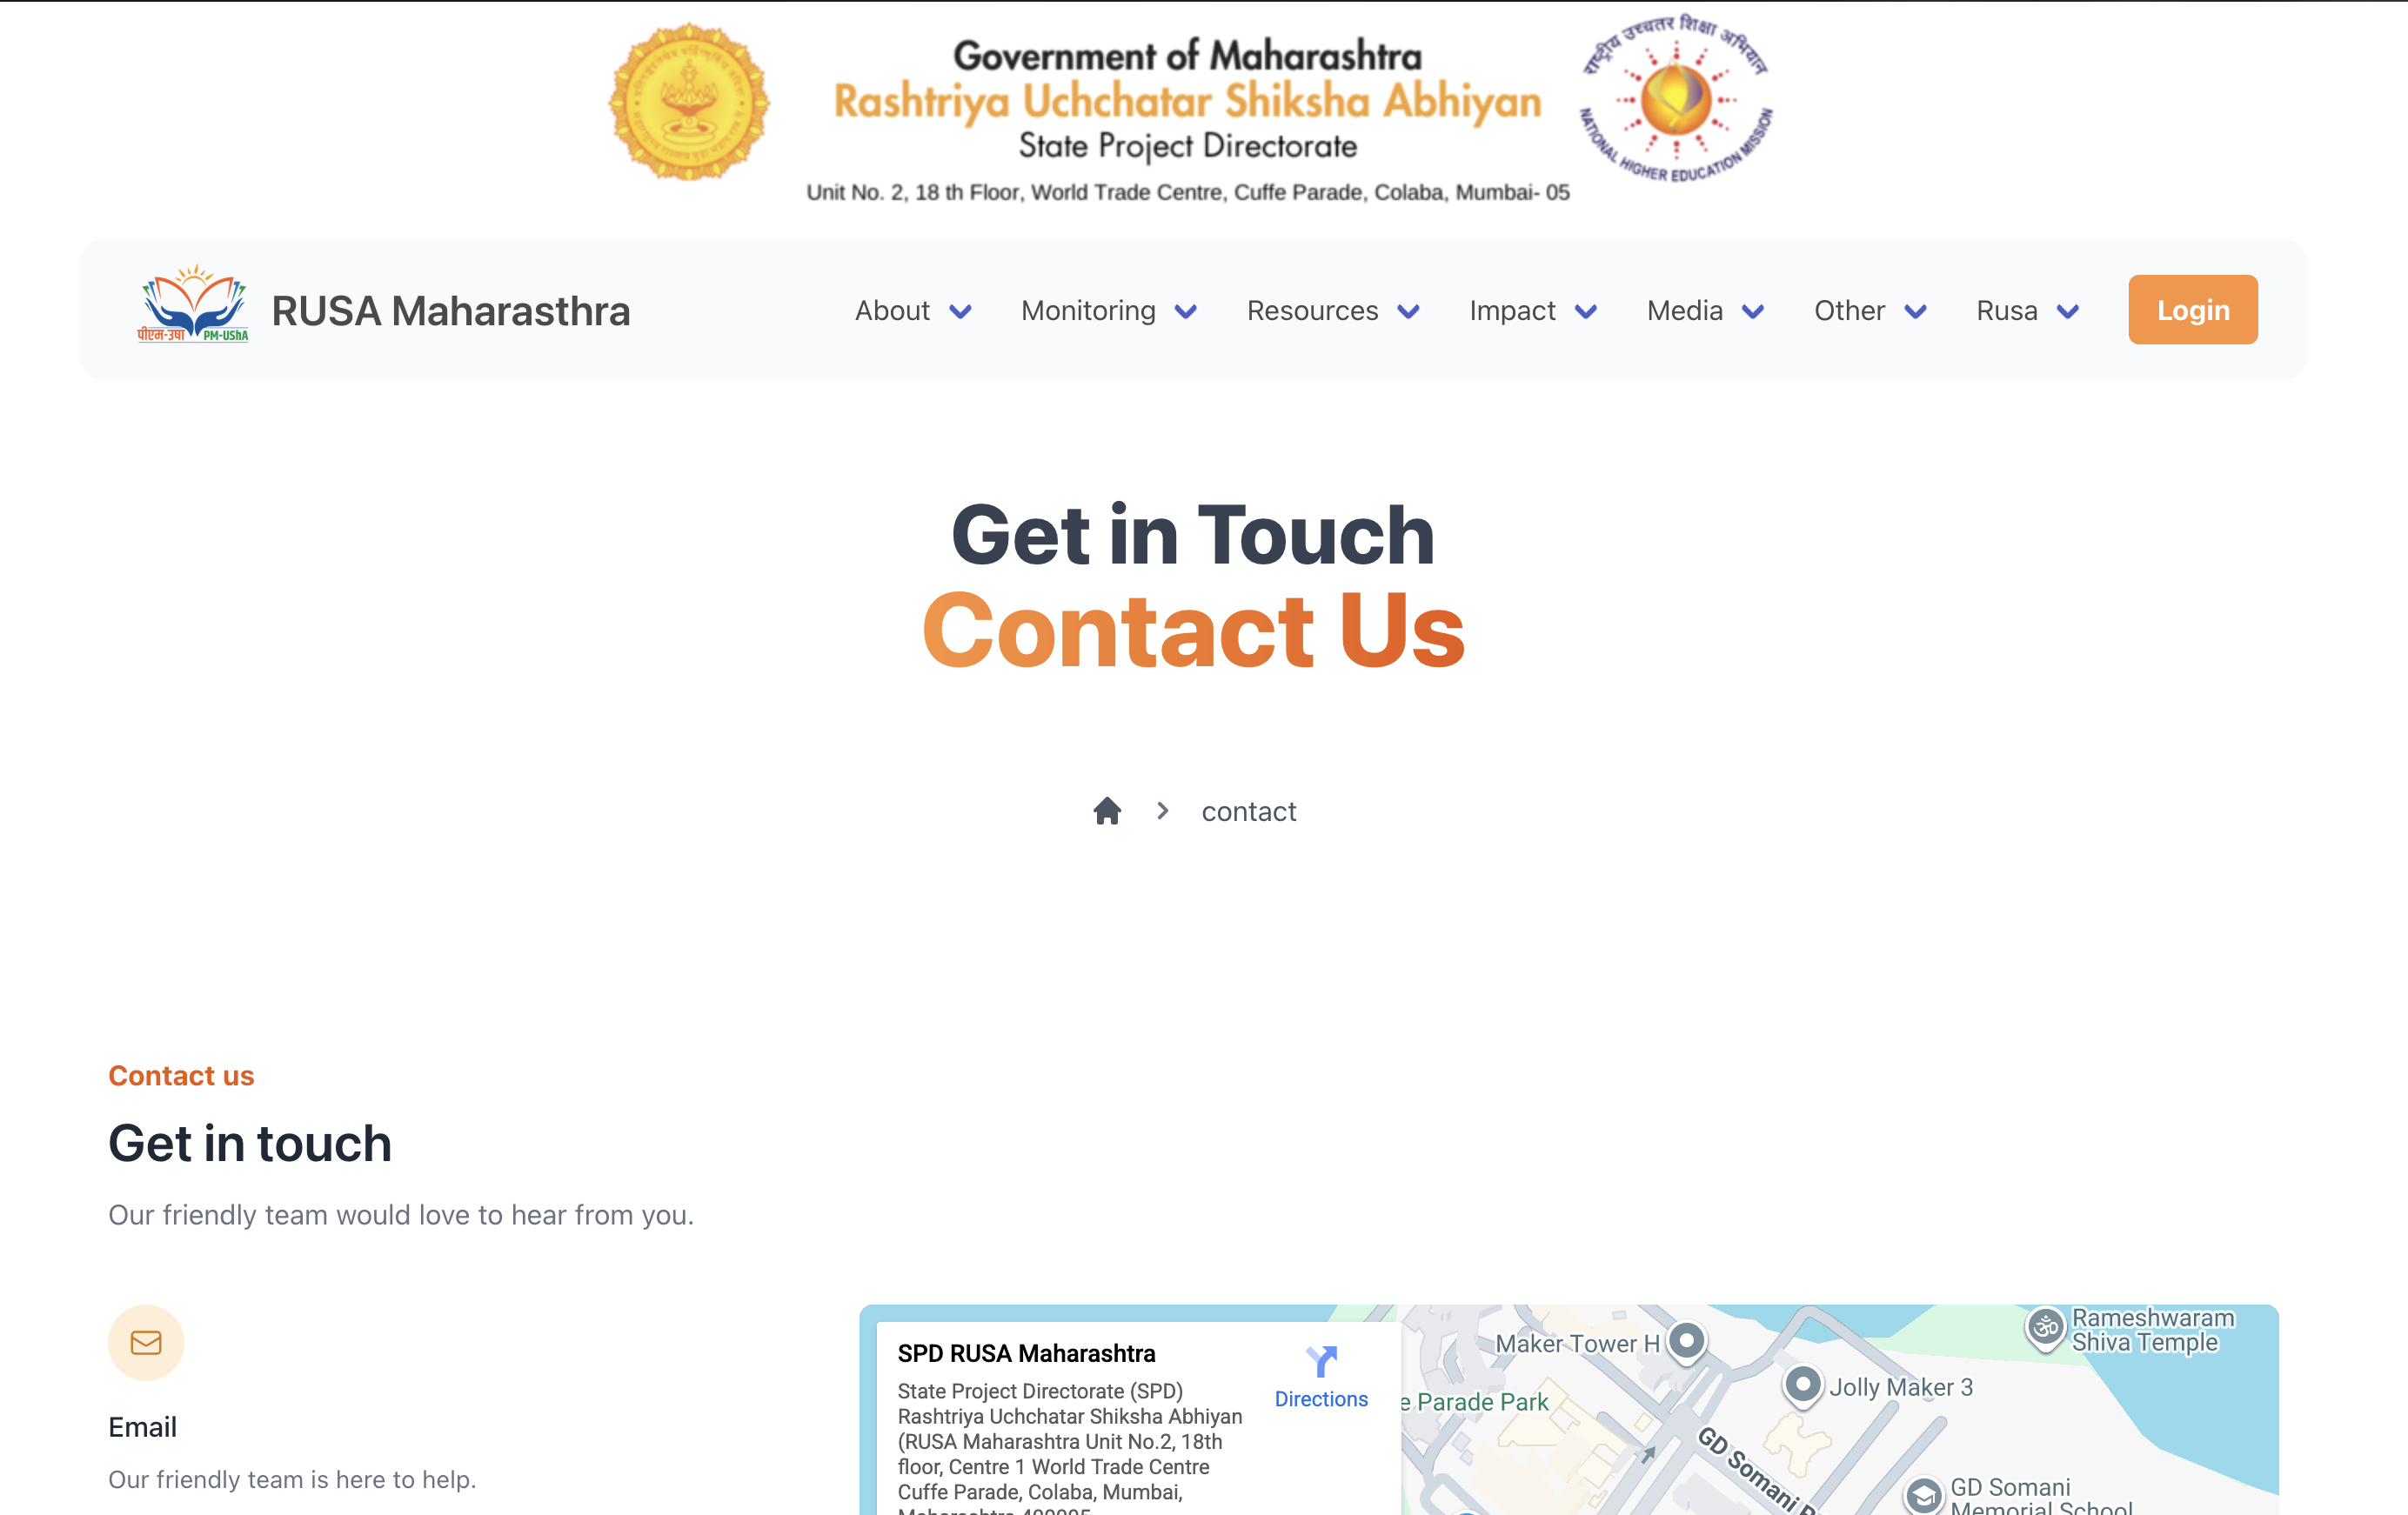 Government of Maharashtra
Rashtriya Uchchatar Shiksha Abhiyan
State Project Directorate
Unit No. 2, 18 th Floor, World Trade Centre, Cuffe Parade, Colaba, Mumbai- 05
राष्ट्रीय उच्चतर शिक्षा अभियान
NATIONAL HIGHER EDUCATION MISSION
पीएम-उषा PM-UShA
RUSA Maharasthra
About
Monitoring
Resources
Impact
Media
Other
Rusa
Login
Get in Touch
Contact Us
contact
Contact us
Get in touch
Our friendly team would love to hear from you.
Email
Our friendly team is here to help.
SPD RUSA Maharashtra
State Project Directorate (SPD)
Rashtriya Uchchatar Shiksha Abhiyan
(RUSA Maharashtra Unit No.2, 18th
floor, Centre 1 World Trade Centre
Cuffe Parade, Colaba, Mumbai,
Directions
Maker Tower H
e Parade Park
Jolly Maker 3
Rameshwaram
Shiva Temple
GD Somani
GD Somani
Memorial School